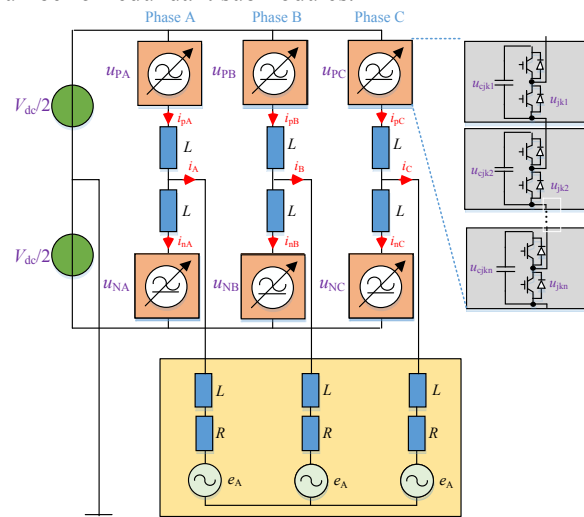 Phase A Phase B Phase C
u_PA u_PB u_PC
V_dc/2
i_pA i_pB i_pC
L L L
i_A i_B i_C
L L L
i_nA i_nB i_nC
V_dc/2
u_NA u_NB u_NC
u_cjk1 u_jk1
u_cjk2 u_jk2
u_cjkn u_jkn
L L L
R R R
e_A e_A e_A